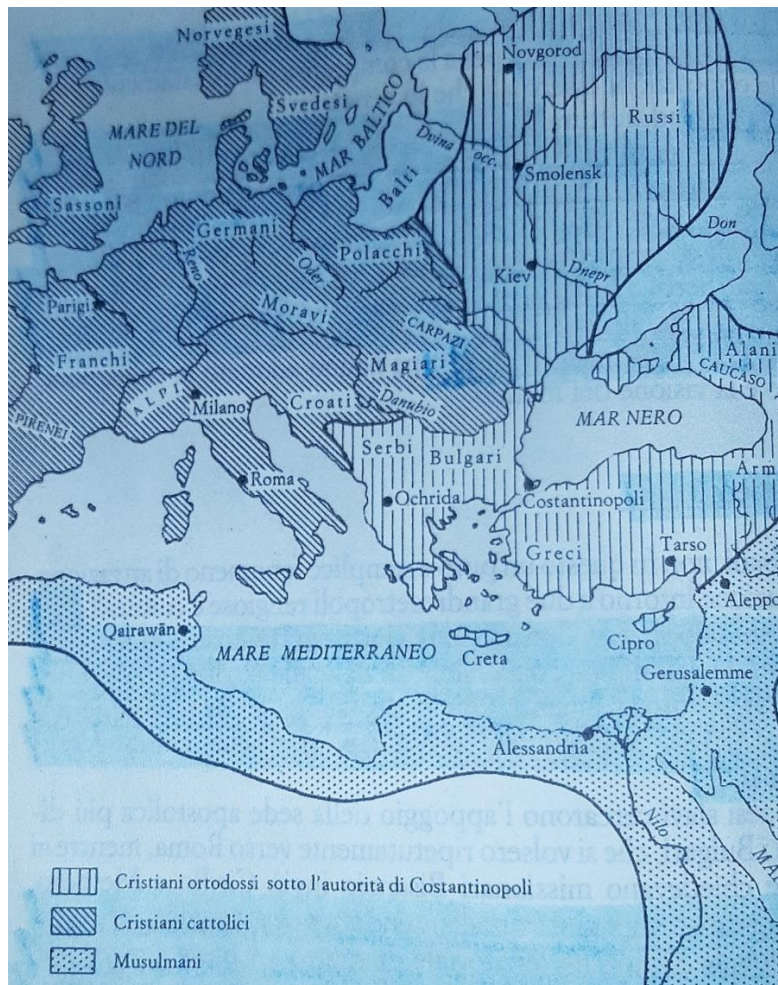 Norvegesi
Novgorod
Svedesi
MARE DEL
NORD
MAR BALTICO
Russi
Dvina
occ.
Smolensk
Balti
Sassoni
Germani
Polacchi
Don
Reno
Oder
Kiev
Dnepr
Parigi
Moravi
CARPAZI
Alani
Franchi
Magiari
CAUCASO
ALPI
Milano
Croati
Danubio
MAR NERO
PIRENEI
Serbi
Bulgari
Arm
Roma
Ochrida
Costantinopoli
Greci
Tarso
Aleppo
Qairawān
MARE MEDITERRANEO
Creta
Cipro
Gerusalemme
Alessandria
Nilo
MA
Cristiani ortodossi sotto l'autorità di Costantinopoli
Cristiani cattolici
Musulmani